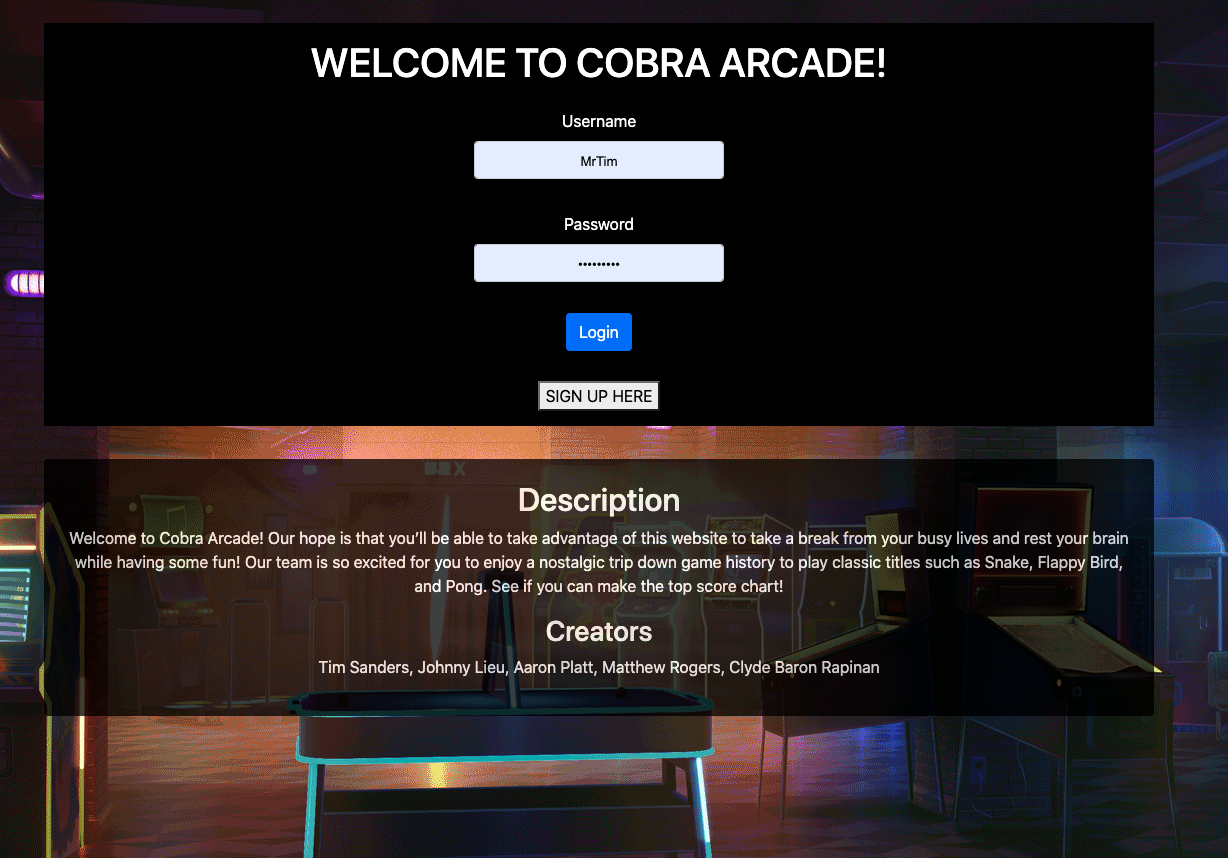 WELCOME TO COBRA ARCADE!
Username
MrTim
Password
•••••••••
Login
SIGN UP HERE
Description
Welcome to Cobra Arcade! Our hope is that you’ll be able to take advantage of this website to take a break from your busy lives and rest your brain
while having some fun! Our team is so excited for you to enjoy a nostalgic trip down game history to play classic titles such as Snake, Flappy Bird,
and Pong. See if you can make the top score chart!
Creators
Tim Sanders, Johnny Lieu, Aaron Platt, Matthew Rogers, Clyde Baron Rapinan